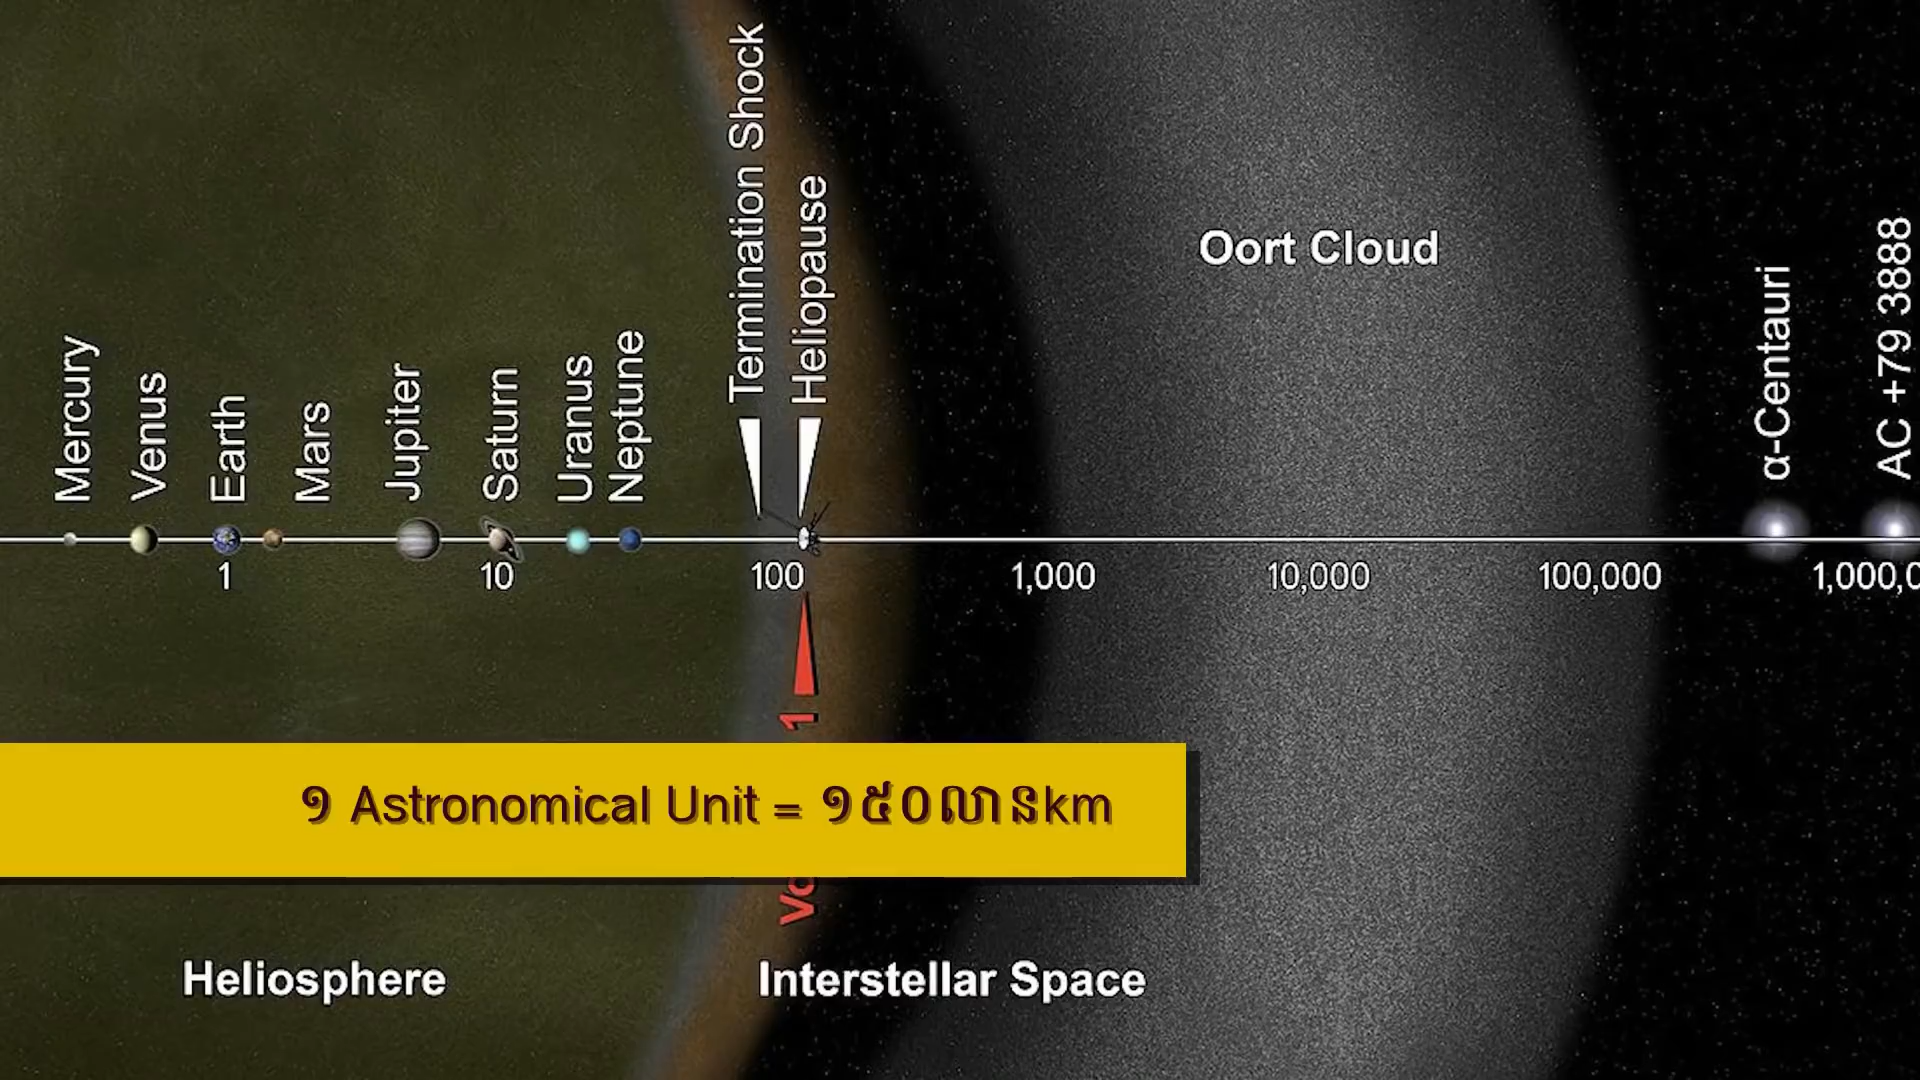 Termination Shock
Heliopause
Oort Cloud
Mercury
Venus
Earth
Mars
Jupiter
Saturn
Uranus
Neptune
α-Centauri
AC +79 3888
1
10
100
1,000
10,000
100,000
1
១ Astronomical Unit = ១៥០លានkm
Heliosphere
Interstellar Space